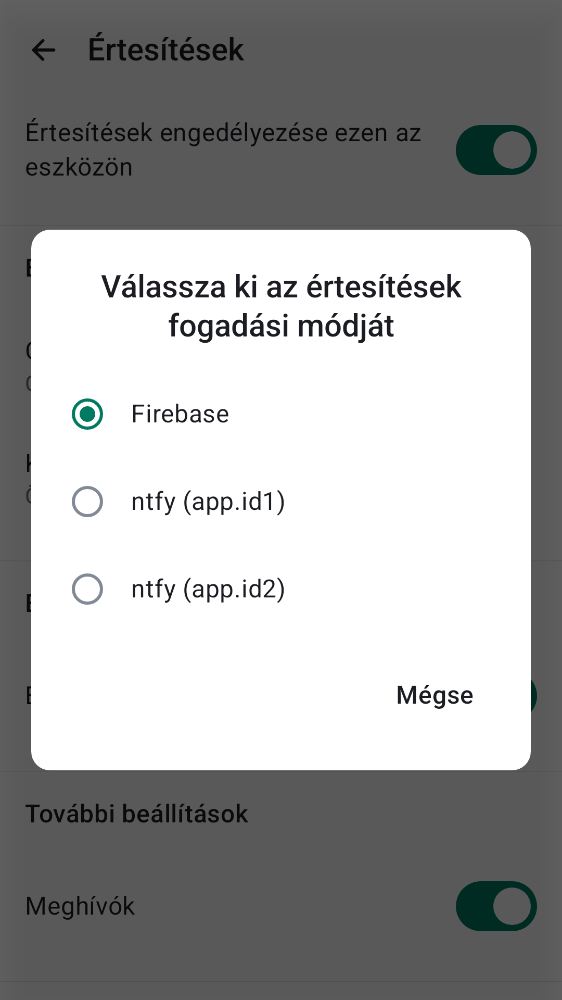 Értesítések
Értesítések engedélyezése ezen az
eszközön
Válassza ki az értesítések
fogadási módját
Firebase
ntfy (app.id1)
ntfy (app.id2)
Mégse
További beállítások
Meghívók